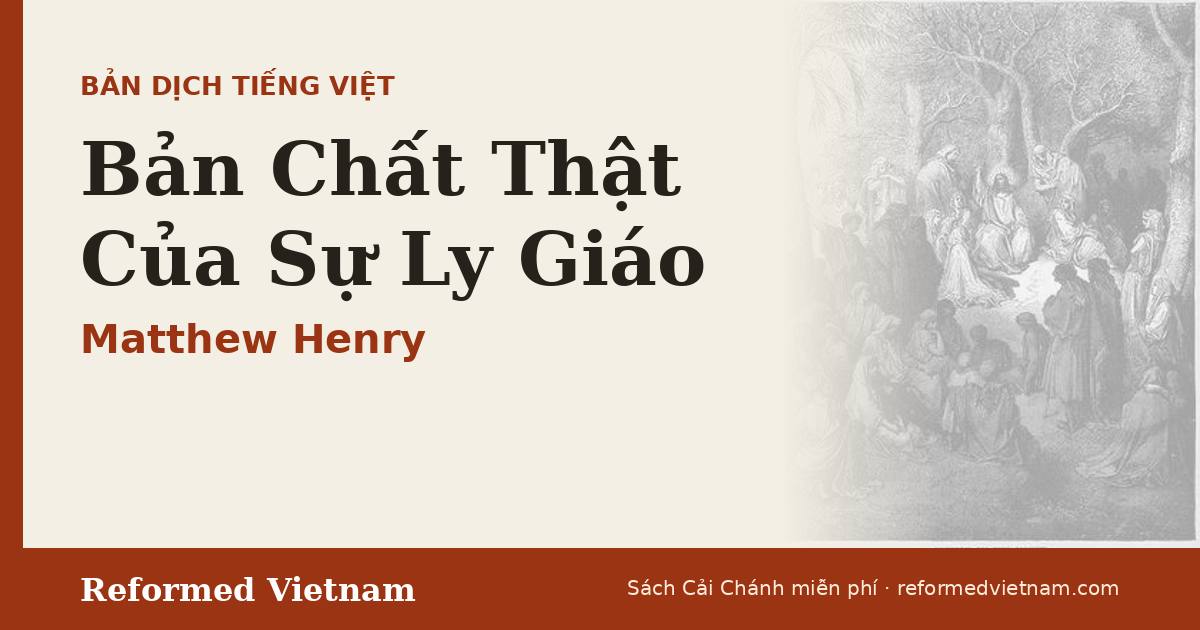 BẢN DỊCH TIẾNG VIỆT
Bản Chất Thật
Của Sự Ly Giáo
Matthew Henry
Reformed Vietnam
Sách Cải Chánh miễn phí · reformedvietnam.com